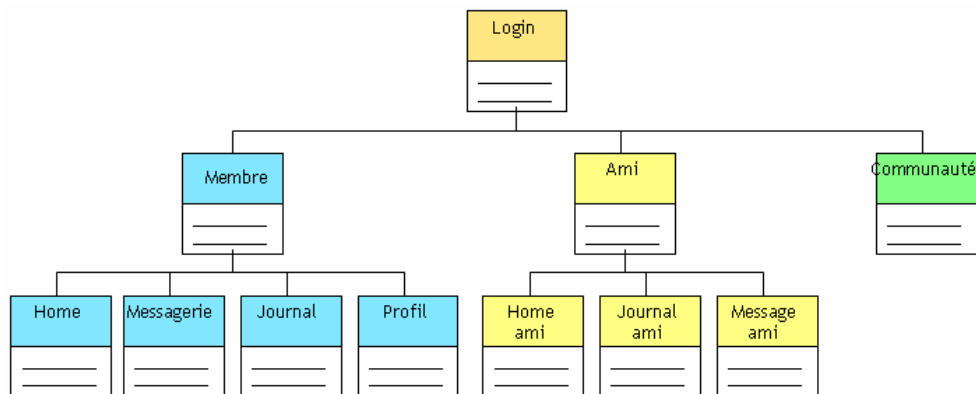 Login
Membre
Ami
Communauté
Home
Messagerie
Journal
Profil
Home
ami
Journal
ami
Message
ami